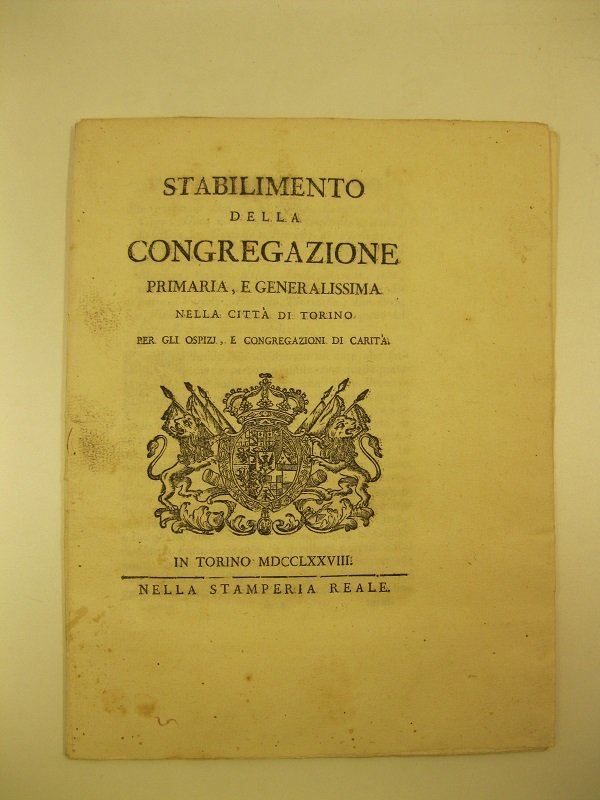 STABILIMENTO
DELLA
CONGREGAZIONE
PRIMARIA, E GENERALISSIMA
NELLA CITTÀ DI TORINO
PER GLI OSPIZJ, E CONGREGAZIONI DI CARITÀ.
IN TORINO MDCCLXXVIII.
NELLA STAMPERIA REALE.